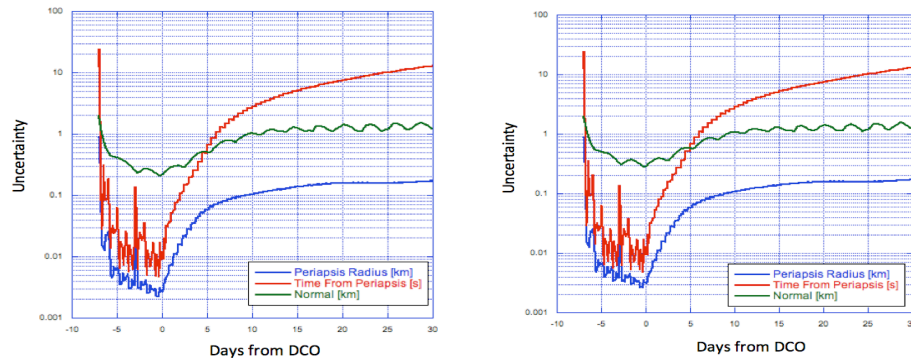 100
10
1
0.1
0.01
0.001
Uncertainty
Periapsis Radius [km]
Time From Periapsis [s]
Normal [km]
-10 -5 0 5 10 15 20 25 30
Days from DCO
100
10
1
0.1
0.01
0.001
Uncertainty
Periapsis Radius [km]
Time From Periapsis [s]
Normal [km]
-10 -5 0 5 10 15 20 25 30
Days from DCO